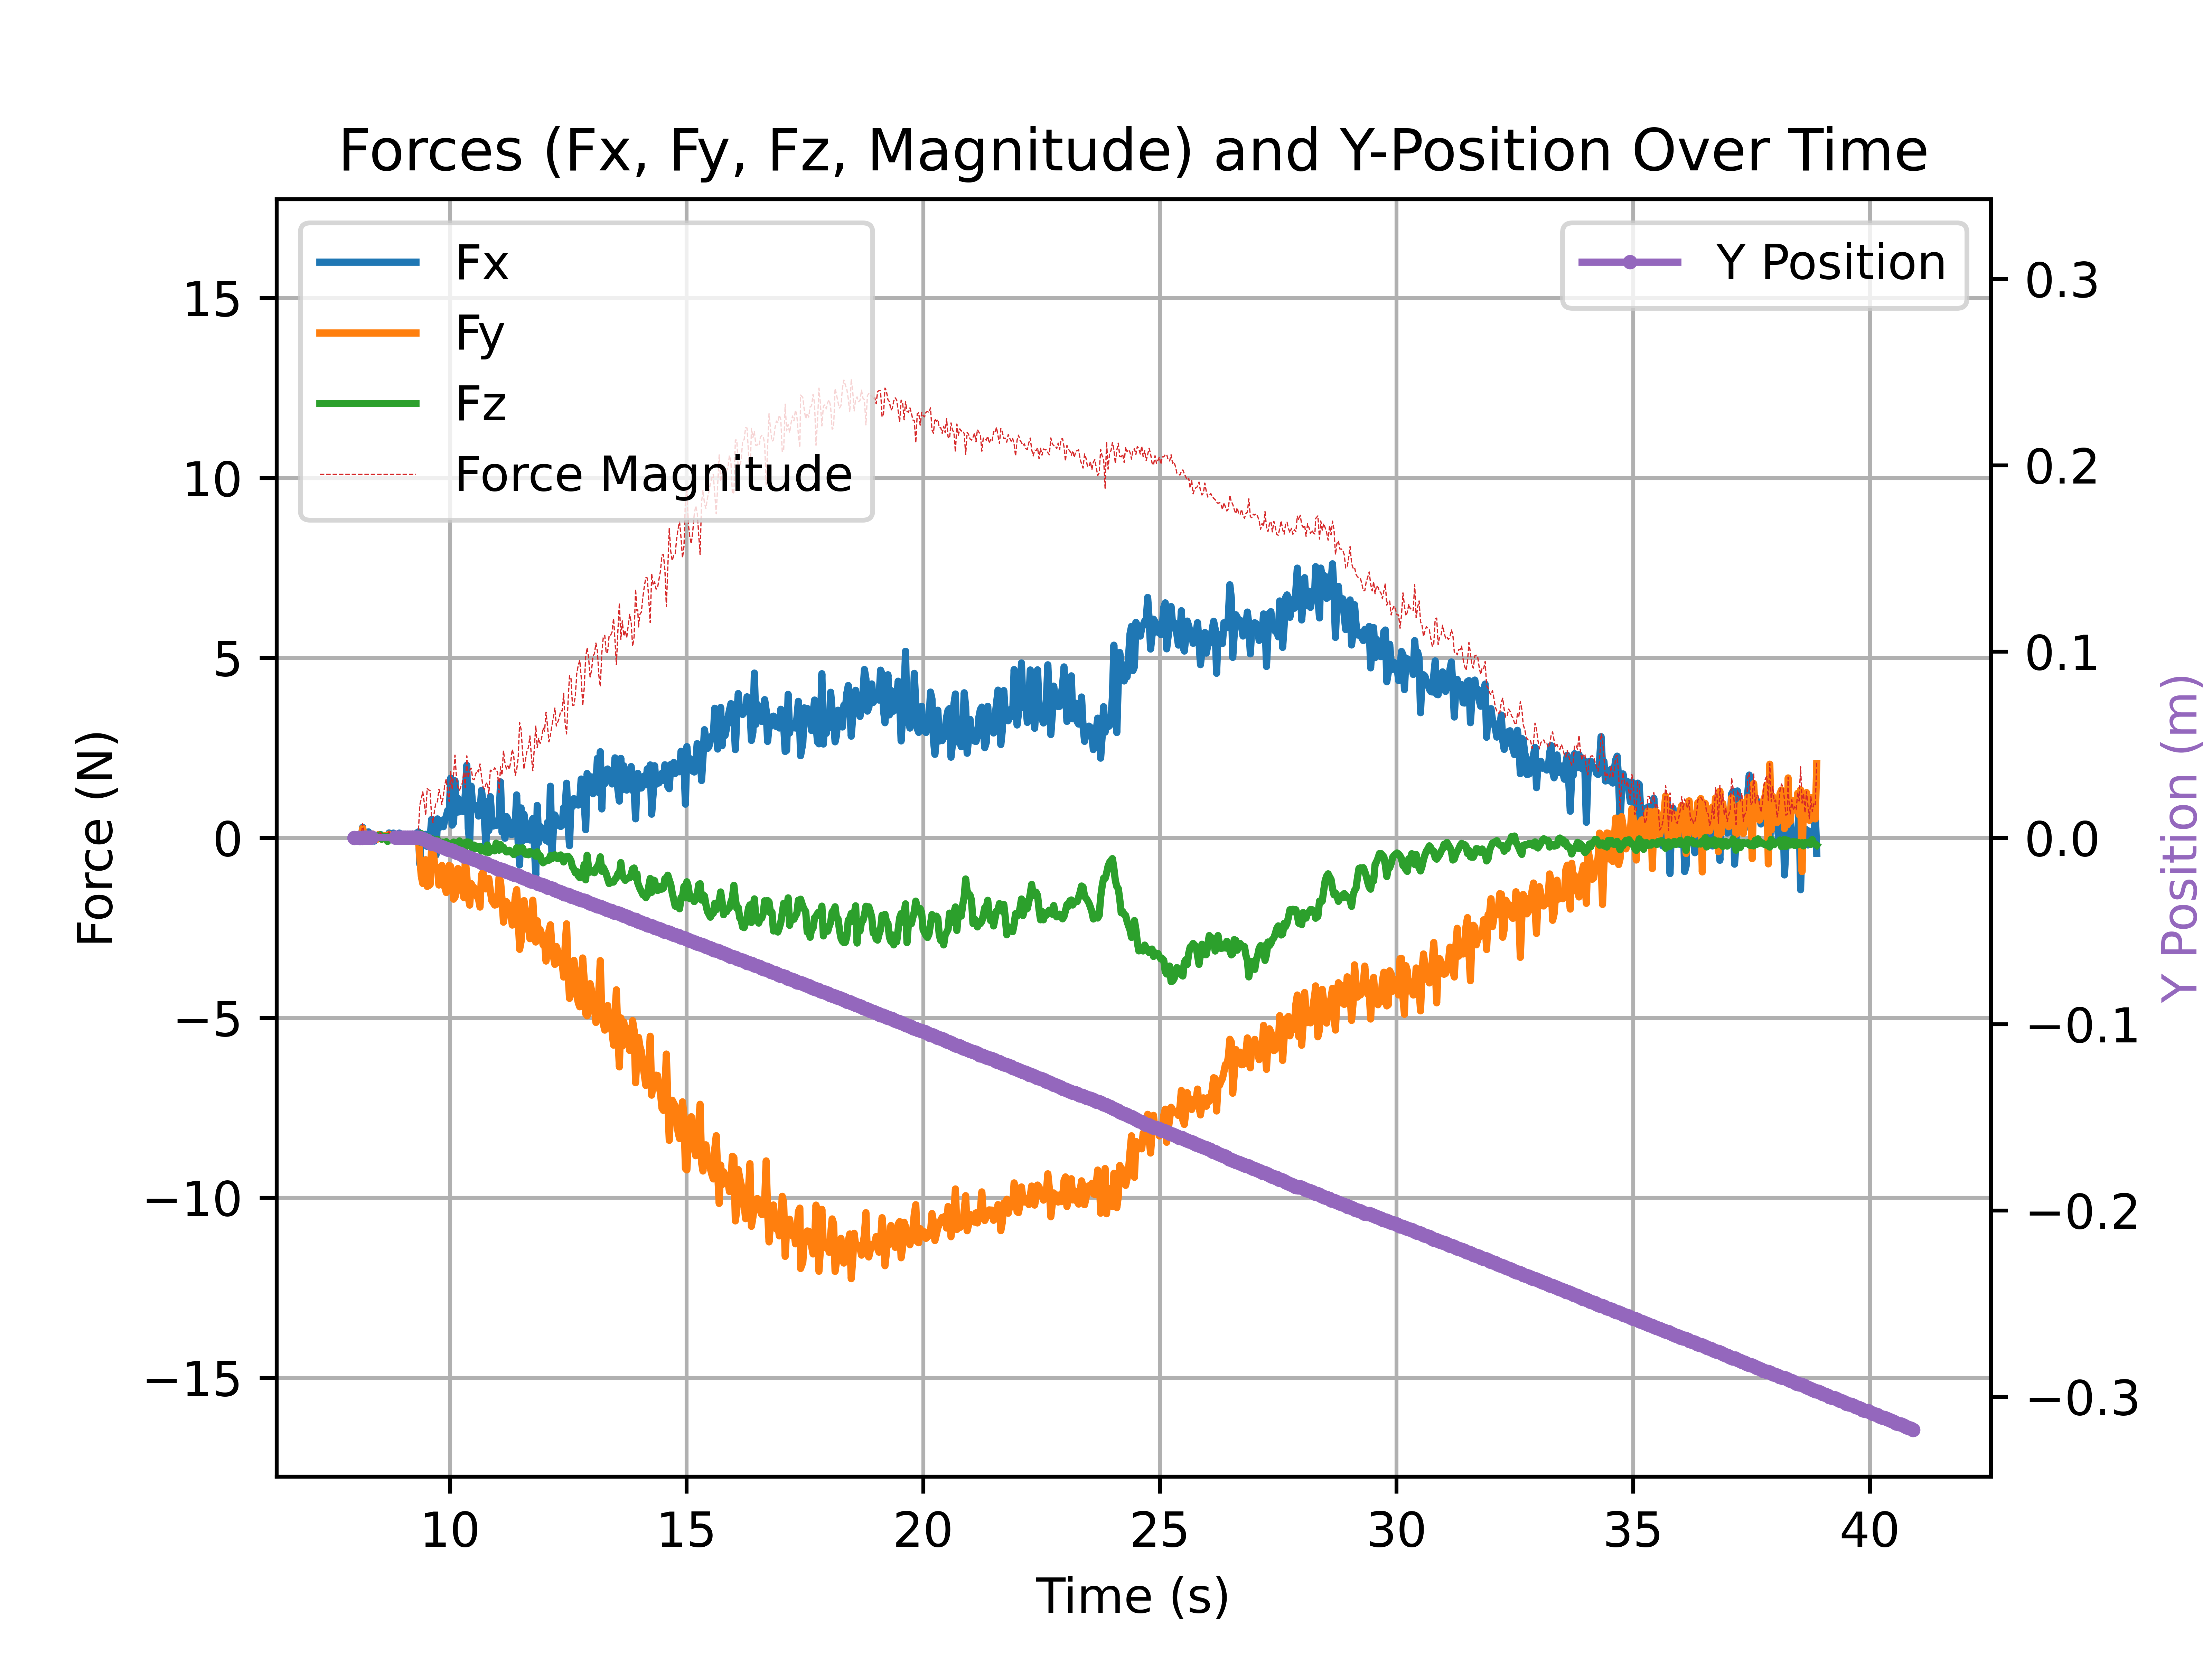 Forces (Fx, Fy, Fz, Magnitude) and Y-Position Over Time
Fx
Fy
Fz
Force Magnitude
Y Position
15
10
5
0
−5
−10
−15
Force (N)
0.3
0.2
0.1
0.0
−0.1
−0.2
−0.3
Y Position (m)
10 15 20 25 30 35 40
Time (s)